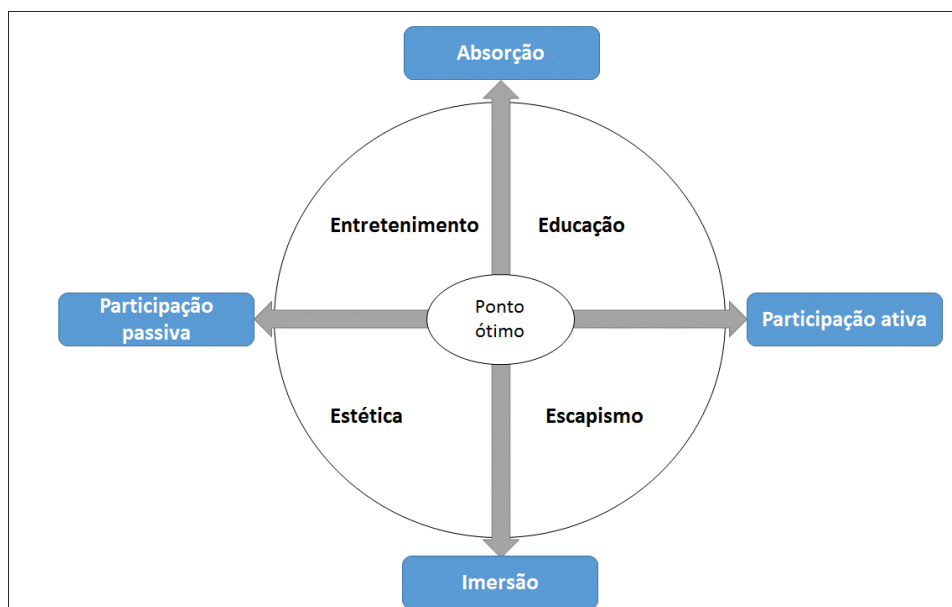 Absorção
Entretenimento
Educação
Participação
passiva
Ponto
ótimo
Participação ativa
Estética
Escapismo
Imersão